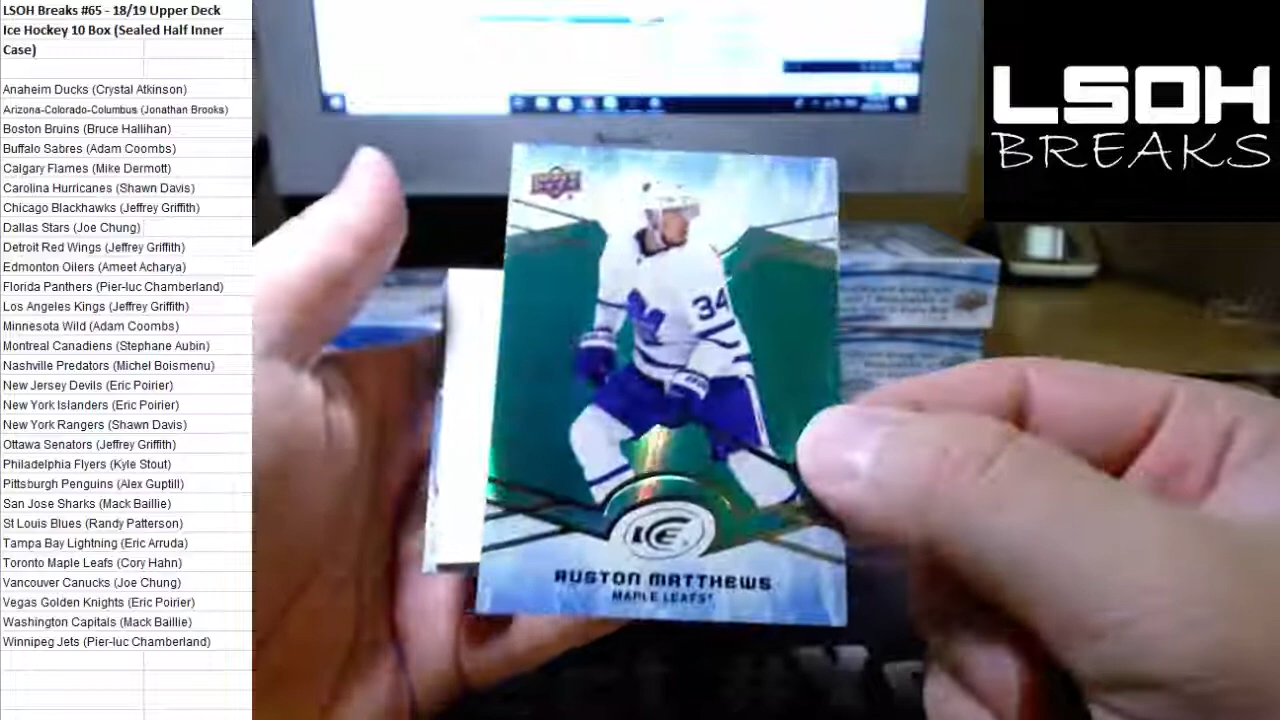 LSOH Breaks #65 - 18/19 Upper Deck
Ice Hockey 10 Box (Sealed Half Inner
Case)
Anaheim Ducks (Crystal Atkinson)
Arizona-Colorado-Columbus (Jonathan Brooks)
Boston Bruins (Bruce Hallihan)
Buffalo Sabres (Adam Coombs)
Calgary Flames (Mike Dermott)
Carolina Hurricanes (Shawn Davis)
Chicago Blackhawks (Jeffrey Griffith)
Dallas Stars (Joe Chung)
Detroit Red Wings (Jeffrey Griffith)
Edmonton Oilers (Ameet Acharya)
Florida Panthers (Pier-luc Chamberland)
Los Angeles Kings (Jeffrey Griffith)
Minnesota Wild (Adam Coombs)
Montreal Canadiens (Stephane Aubin)
Nashville Predators (Michel Boismenu)
New Jersey Devils (Eric Poirier)
New York Islanders (Eric Poirier)
New York Rangers (Shawn Davis)
Ottawa Senators (Jeffrey Griffith)
Philadelphia Flyers (Kyle Stout)
Pittsburgh Penguins (Alex Guptill)
San Jose Sharks (Mack Baillie)
St Louis Blues (Randy Patterson)
Tampa Bay Lightning (Eric Arruda)
Toronto Maple Leafs (Cory Hahn)
Vancouver Canucks (Joe Chung)
Vegas Golden Knights (Eric Poirier)
Washington Capitals (Mack Baillie)
Winnipeg Jets (Pier-luc Chamberland)
LSOH
BREAKS
34
ICE
AUSTON MATTHEWS
MAPLE LEAFS